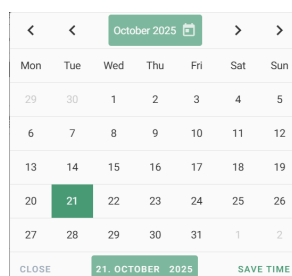 October 2025
Mon Tue Wed Thu Fri Sat Sun
29 30 1 2 3 4 5
6 7 8 9 10 11 12
13 14 15 16 17 18 19
20 21 22 23 24 25 26
27 28 29 30 31 1 2
CLOSE 21. OCTOBER 2025 SAVE TIME